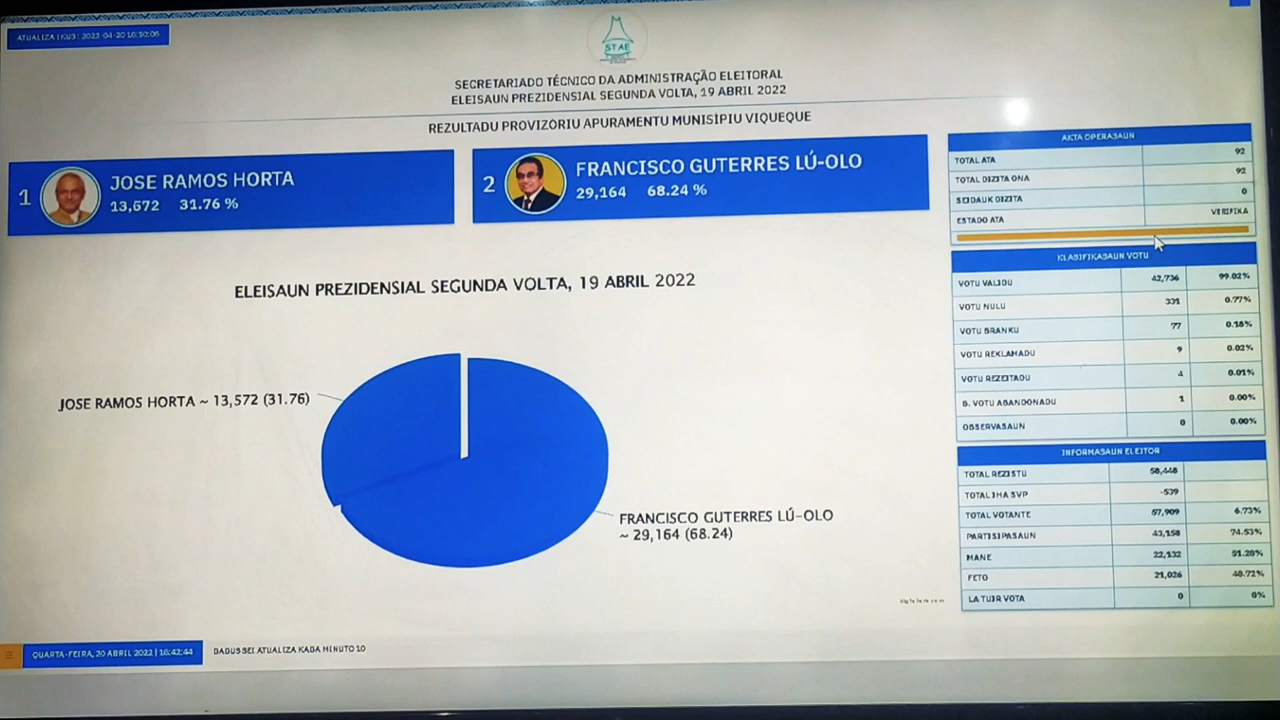 ATUALIZA IKUS: 2022-04-20 16:50:06
STAE
SECRETARIADO TÉCNICO DA ADMINISTRAÇÃO ELEITORAL
ELEISAUN PREZIDENSIAL SEGUNDA VOLTA, 19 ABRIL 2022
REZULTADU PROVIZÓRIU APURAMENTU MUNISÍPIU VIQUEQUE
1 JOSE RAMOS HORTA
13,572 31.76 %
2 FRANCISCO GUTERRES LÚ-OLO
29,164 68.24 %
ELEISAUN PREZIDENSIAL SEGUNDA VOLTA, 19 ABRIL 2022
JOSE RAMOS HORTA ~ 13,572 (31.76)
FRANCISCO GUTERRES LÚ-OLO
~ 29,164 (68.24)
AKTA OPERASAUN
TOTAL ATA 92
TOTAL DIZITA ONA 92
SEIDAUK DIZITA 0
ESTADO ATA VERIFIKA
KLASIFIKASAUN VOTU
VOTU VALIDU 42,736 99.02%
VOTU NULU 331 0.77%
VOTU BRANKU 77 0.18%
VOTU REKLAMADU 9 0.02%
VOTU REZEITADU 4 0.01%
B. VOTU ABANDONADU 1 0.00%
OBSERVASAUN 0 0.00%
INFORMASAUN ELEITOR
TOTAL REZISTU 58,448
TOTAL IHA SVP -539
TOTAL VOTANTE 57,909 6.73%
PARTISIPASAUN 43,158 74.53%
MANE 22,132 51.28%
FETO 21,026 48.72%
LA TUIR VOTA 0 0%
QUARTA-FEIRA, 20 ABRIL 2022 | 16:42:44
DADUS SEI ATUALIZA KADA MINUTO 10